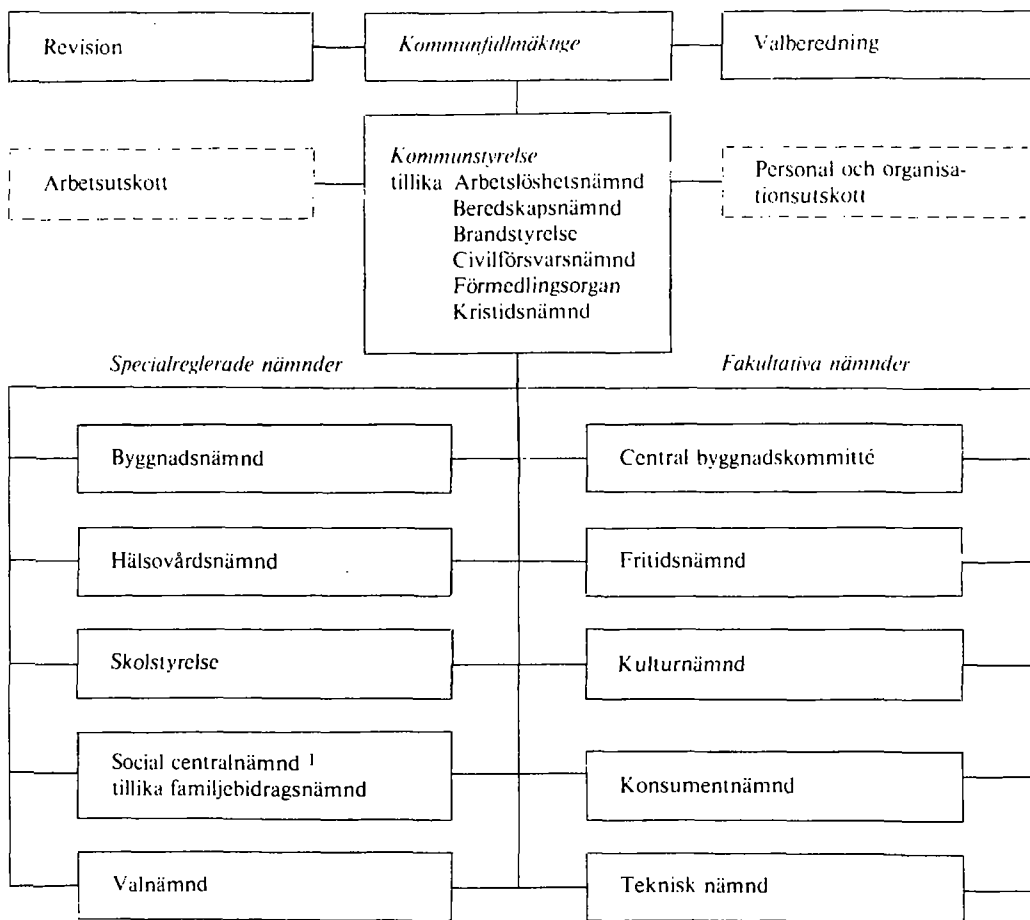 Revision
Kommunfullmäktige
Valberedning
Arbetsutskott
Kommunstyrelse
tillika Arbetslöshetsnämnd
Beredskapsnämnd
Brandstyrelse
Civilförsvarsnämnd
Förmedlingsorgan
Kristidsnämnd
Personal och organisa-
tionsutskott
Specialreglerade nämnder
Fakultativa nämnder
Byggnadsnämnd
Central byggnadskommitté
Hälsovårdsnämnd
Fritidsnämnd
Skolstyrelse
Kulturnämnd
Social centralnämnd 1
tillika familjebidragsnämnd
Konsumentnämnd
Valnämnd
Teknisk nämnd